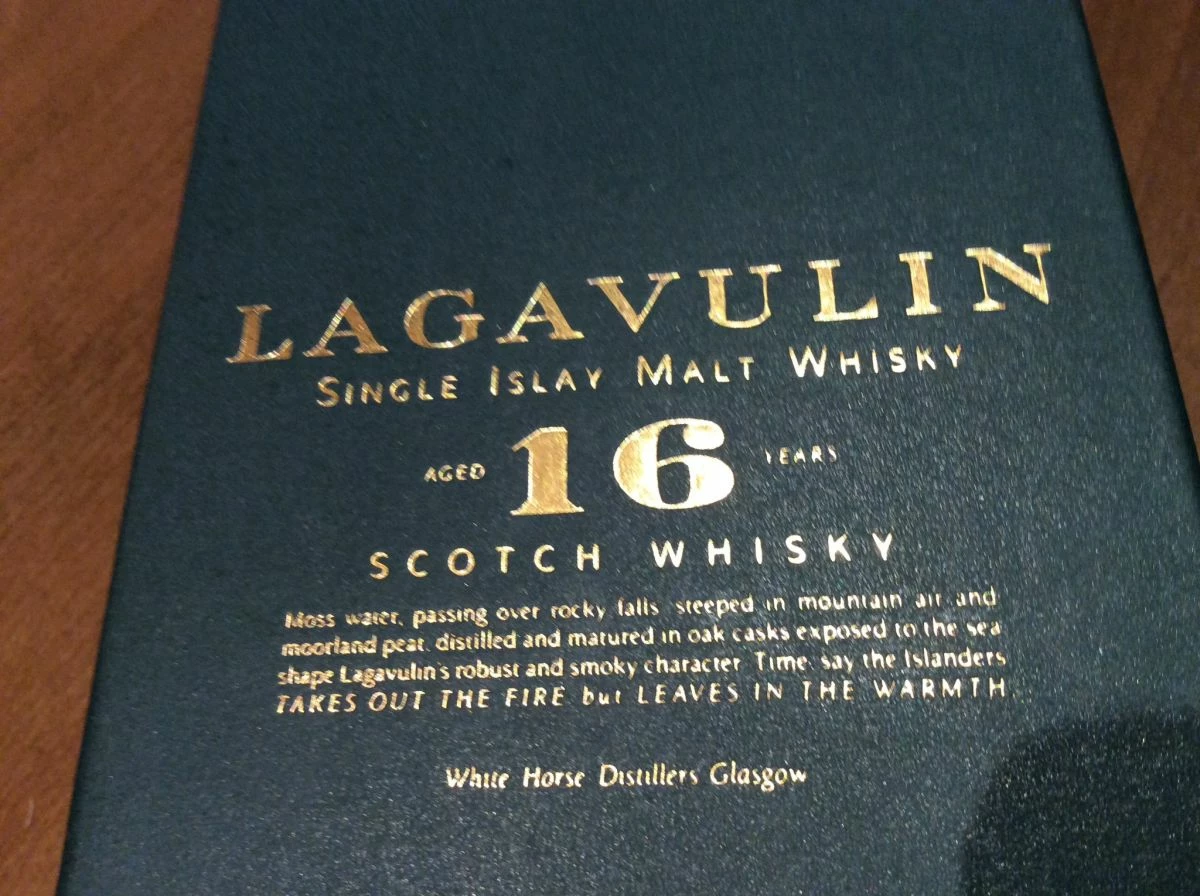 LAGAVULIN
SINGLE ISLAY MALT WHISKY
AGED 16 YEARS
SCOTCH WHISKY
Moss water, passing over rocky falls, steeped in mountain air and
moorland peat, distilled and matured in oak casks exposed to the sea
shape Lagavulin's robust and smoky character. Time, say the Islanders
TAKES OUT THE FIRE but LEAVES IN THE WARMTH
White Horse Distillers Glasgow